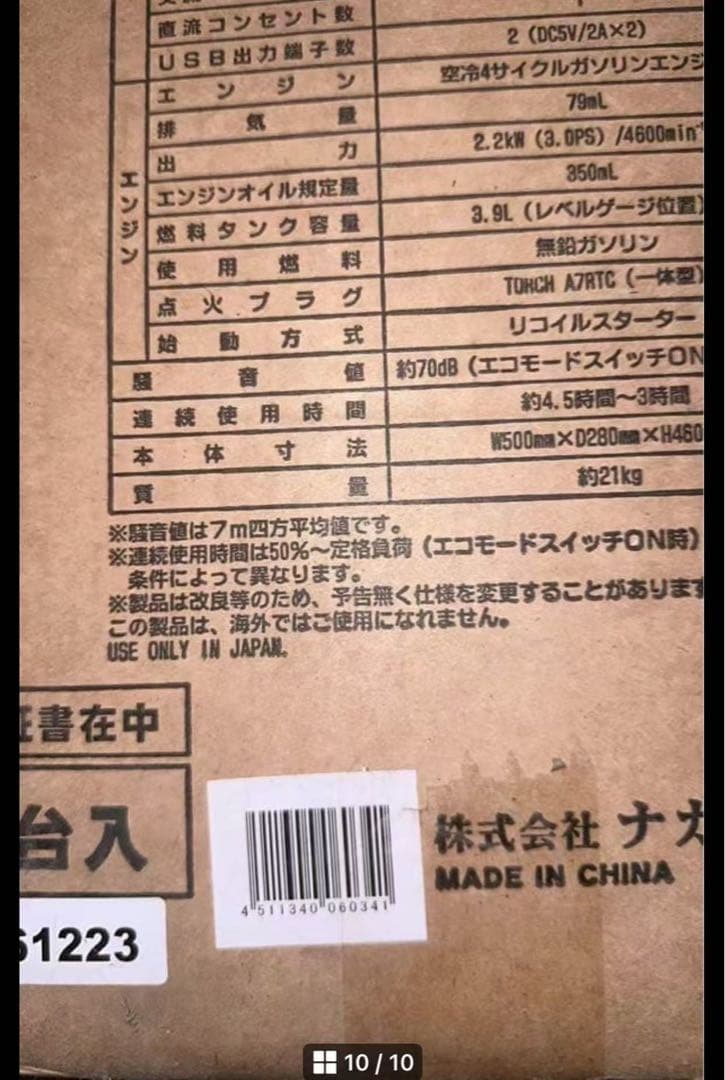 直流コンセント数
2（DC5V/2A×2）
USB出力端子数
エンジン
空冷4サイクルガソリンエンジ
排気量
79mL
出力
2.2kW（3.0PS）/4600min
エンジンオイル規定量
350mL
エンジン
燃料タンク容量
3.9L（レベルゲージ位置）
使用燃料
無鉛ガソリン
点火プラグ
TORCH A7RTC（一体型）
始動方式
リコイルスターター
騒音値
約70dB（エコモードスイッチON
連続使用時間
約4.5時間～3時間
本体寸法
W500mm×D280mm×H460
質量
約21kg
※騒音値は7m四方平均値です。
※連続使用時間は50%～定格負荷（エコモードスイッチON時）
条件によって異なります。
※製品は改良等のため、予告無く仕様を変更することがあります
この製品は、海外ではご使用になれません。
USE ONLY IN JAPAN.
証書在中
台入
4511340060341
株式会社 ナカ
MADE IN CHINA
51223
10 / 10